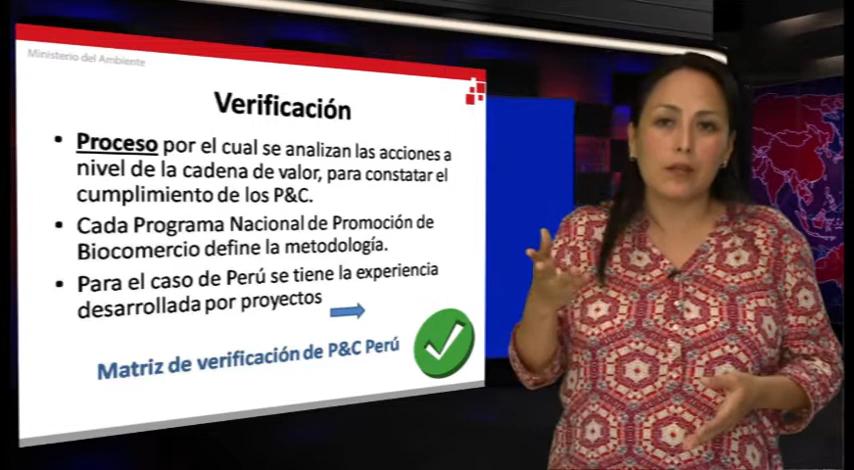 Ministerio del Ambiente
Verificación
• Proceso por el cual se analizan las acciones a
nivel de la cadena de valor, para constatar el
cumplimiento de los P&C.
• Cada Programa Nacional de Promoción de
Biocomercio define la metodología.
• Para el caso de Perú se tiene la experiencia
desarrollada por proyectos
Matriz de verificación de P&C Perú